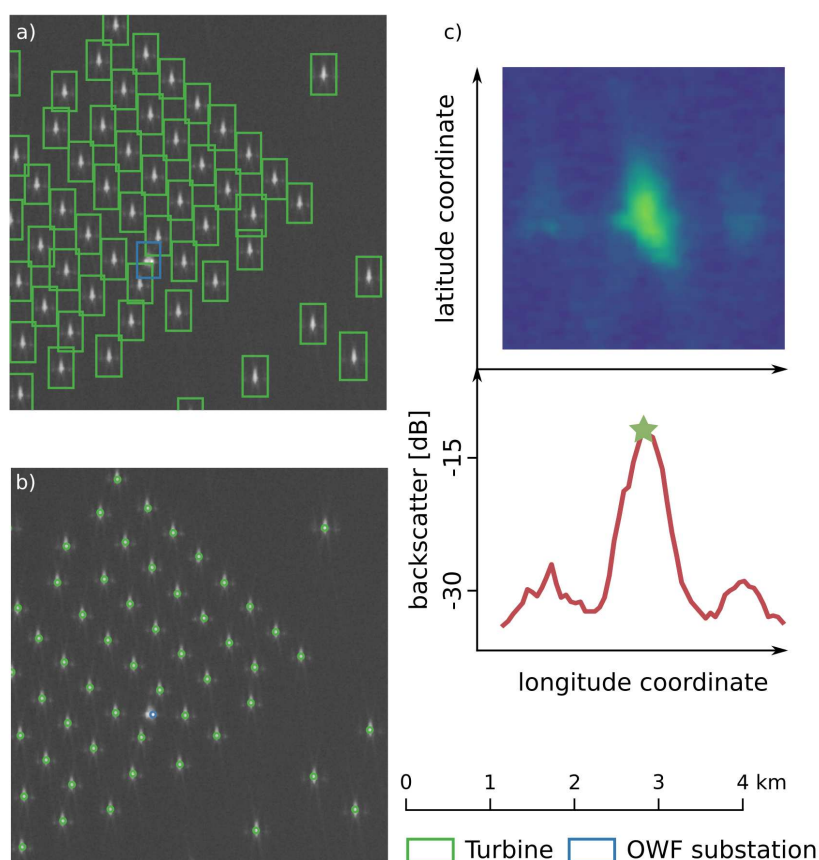 a)
b)
c)
latitude coordinate
backscatter [dB]
-15
-30
longitude coordinate
0 1 2 3 4 km
Turbine OWF substation